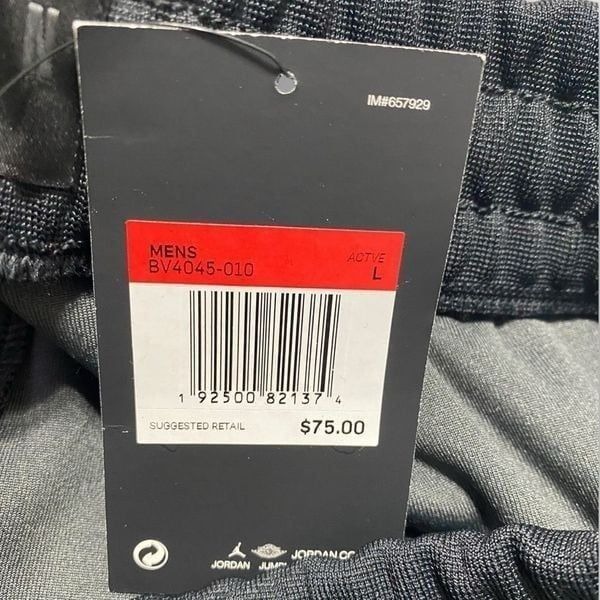 IM#657929
MENS
BV4045-010
ACTVE
L
1 92500 82137 4
SUGGESTED RETAIL
$75.00
JORDAN